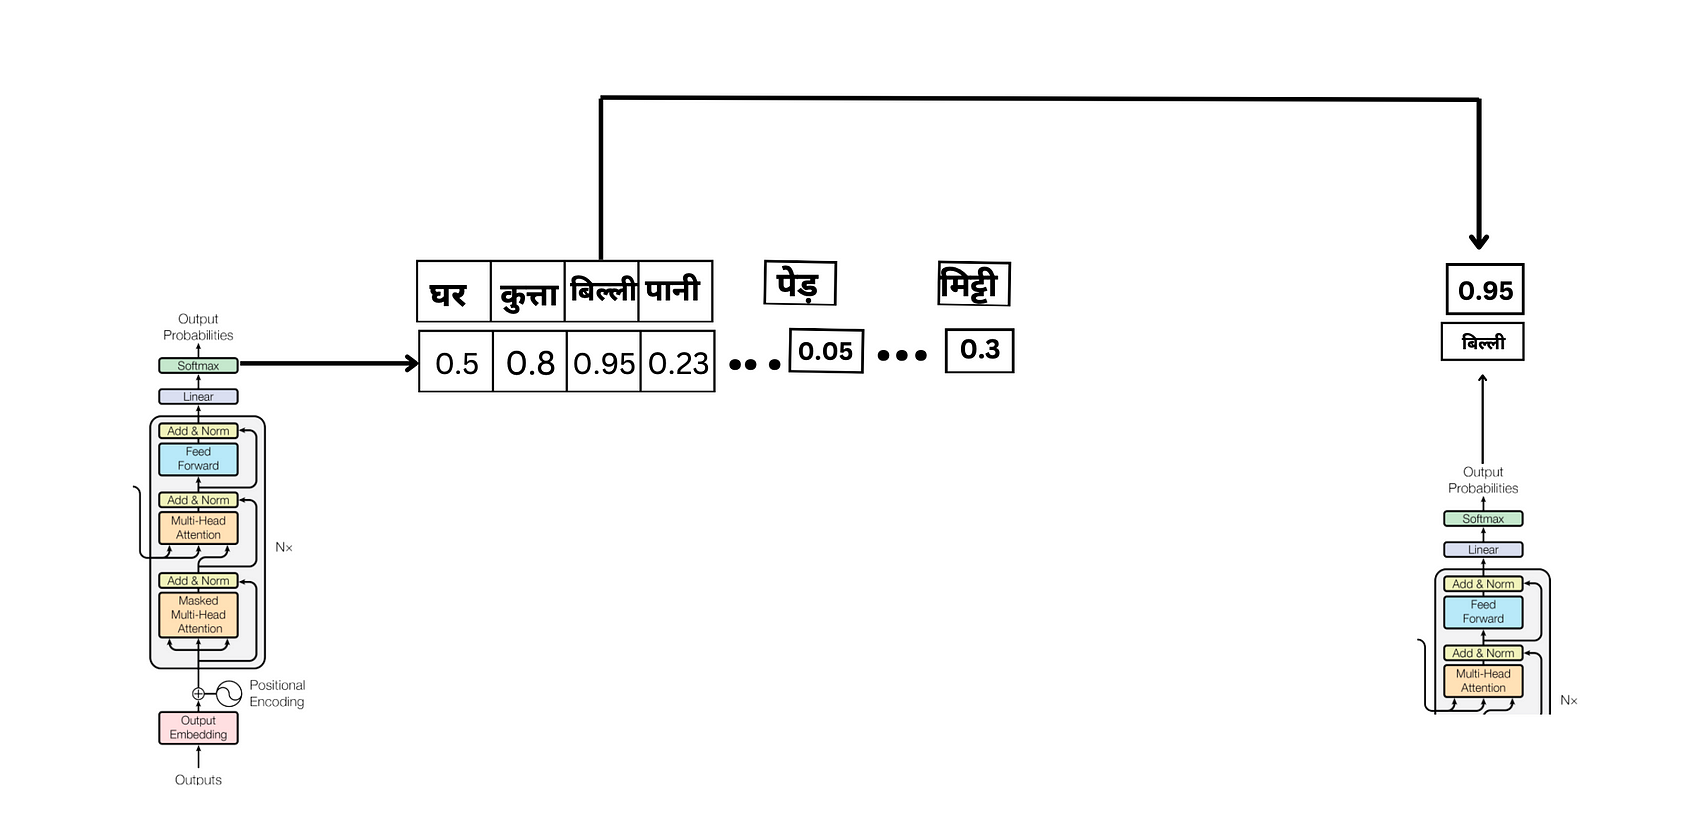 घर कुत्ता बिल्ली पानी पेड़ मिट्टी
0.5 0.8 0.95 0.23 ... 0.05 ... 0.3
Output
Probabilities
Softmax
Linear
Add & Norm
Feed
Forward
Add & Norm
Multi-Head
Attention
Nx
Add & Norm
Masked
Multi-Head
Attention
Positional
Encoding
Output
Embedding
Outputs
0.95
बिल्ली
Output
Probabilities
Softmax
Linear
Add & Norm
Feed
Forward
Add & Norm
Multi-Head
Attention
Nx